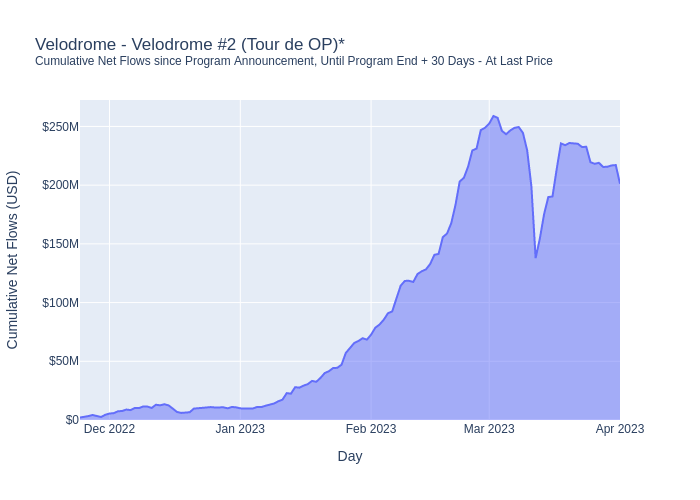 Velodrome - Velodrome #2 (Tour de OP)*
Cumulative Net Flows since Program Announcement, Until Program End + 30 Days - At Last Price
Cumulative Net Flows (USD)
$250M
$200M
$150M
$100M
$50M
$0
Dec 2022 Jan 2023 Feb 2023 Mar 2023 Apr 2023
Day